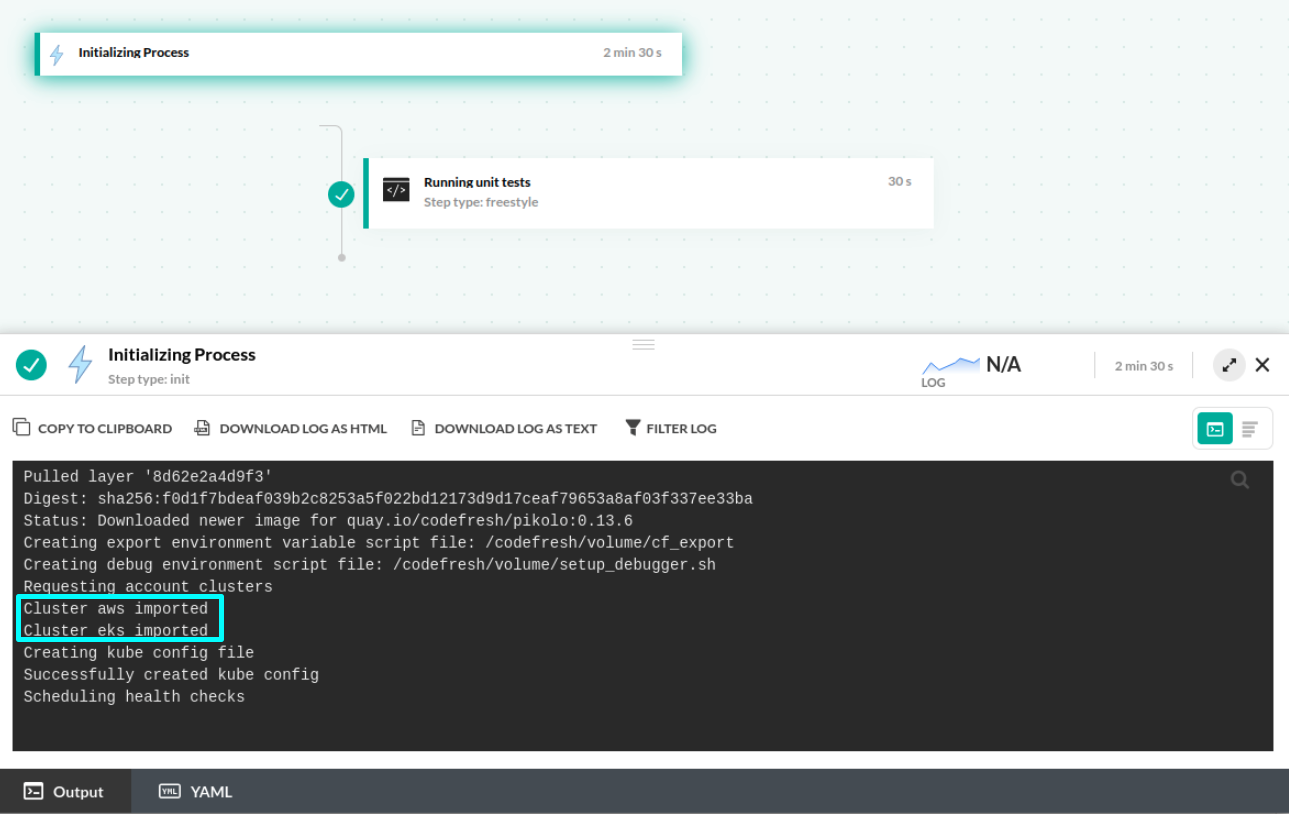 Initializing Process 2 min 30 s
Running unit tests 30 s
</>
Step type: freestyle
Initializing Process
Step type: init
LOG N/A
2 min 30 s
COPY TO CLIPBOARD DOWNLOAD LOG AS HTML DOWNLOAD LOG AS TEXT FILTER LOG
Pulled layer '8d62e2a4d9f3'
Digest: sha256:f0d1f7bdeaf039b2c8253a5f022bd12173d9d17ceaf79653a8af03f337ee33ba
Status: Downloaded newer image for quay.io/codefresh/pikolo:0.13.6
Creating export environment variable script file: /codefresh/volume/cf_export
Creating debug environment script file: /codefresh/volume/setup_debugger.sh
Requesting account clusters
Cluster aws imported
Cluster eks imported
Creating kube config file
Successfully created kube config
Scheduling health checks
Output YML YAML